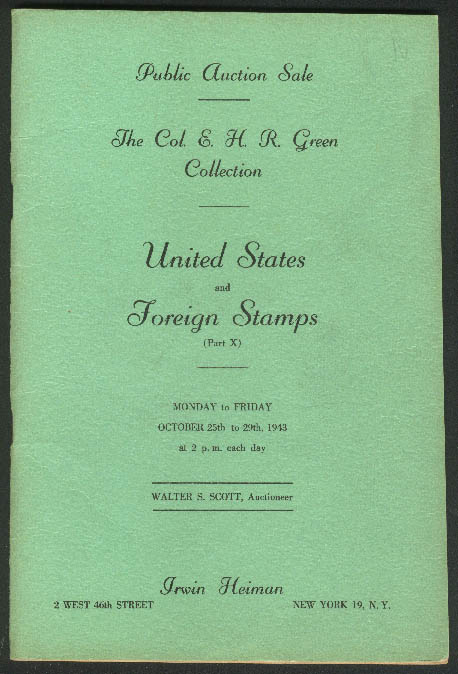 Public Auction Sale
The Col. E. H. R. Green
Collection
United States
and
Foreign Stamps
(Part X)
MONDAY to FRIDAY
OCTOBER 25th to 29th, 1943
at 2 p. m. each day
WALTER S. SCOTT, Auctioneer
Irwin Heiman
2 WEST 46th STREET NEW YORK 19, N. Y.